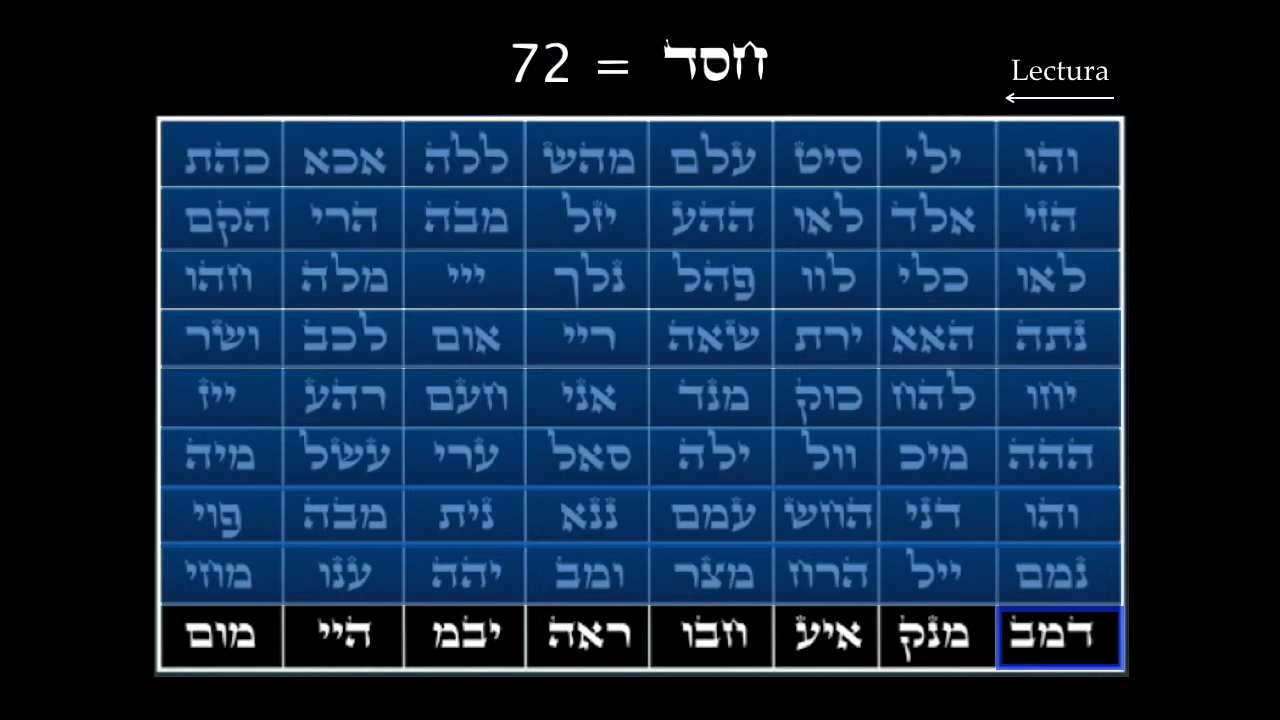 חסד = 72
Lectura
והו ילי סיט עלם מהש ללה אכא כהת
הזי אלד לאו ההע יזל מבה הרי הקם
לאו כלי לוו פהל נלך ייי מלה חהו
נתה האא ירת שאה ריי אום לכב ושר
יחו להח כוק מנד אני חעם רהע ייז
ההה מיכ וול ילה סאל ערי עשל מיה
והו דני החש עמם ננא נית מבה פוי
נמם ייל הרח מצר ומב יהה ענו מחי
דמב מנק איע חבו ראה יבמ היי מום